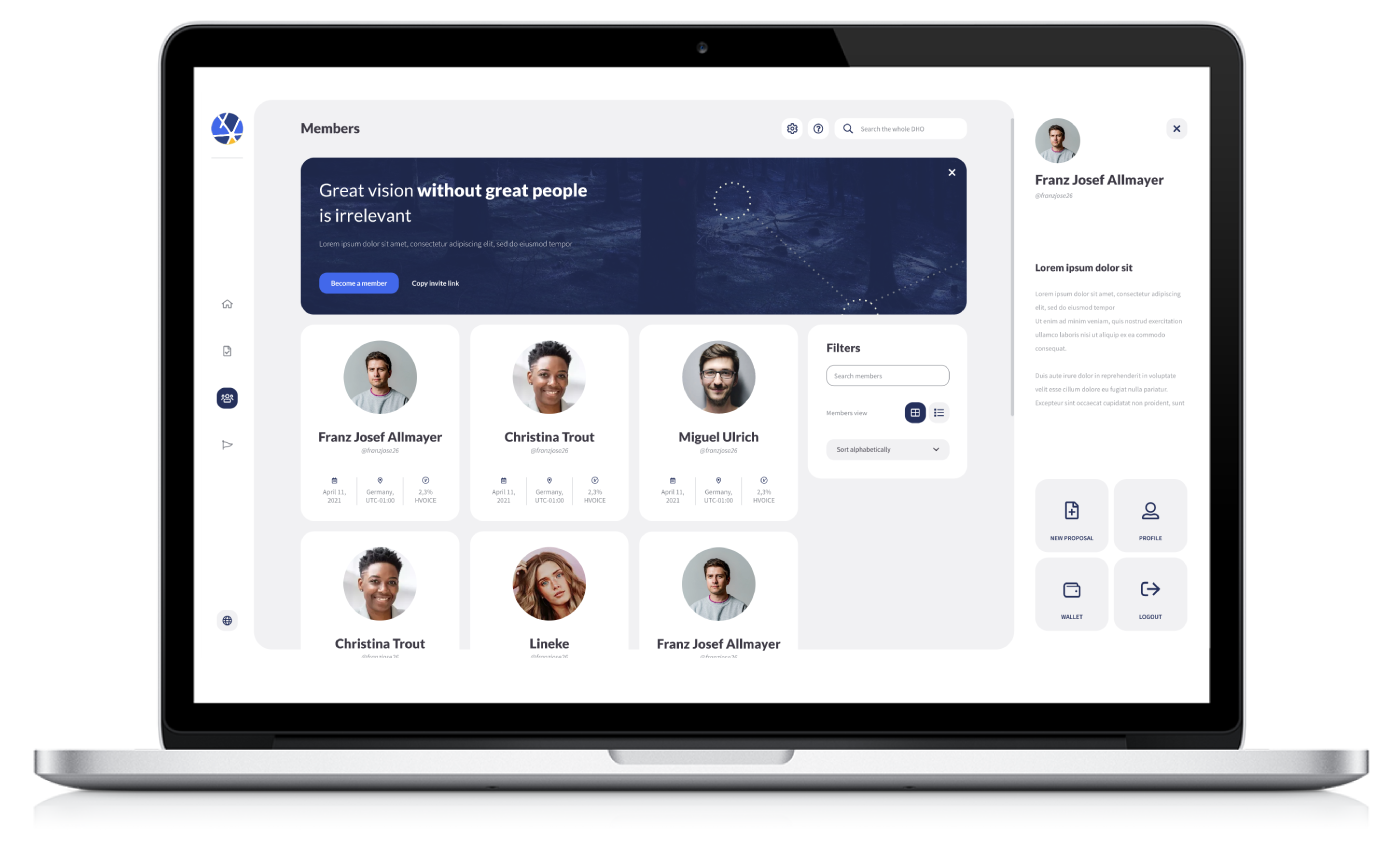 Members
Search the whole DHO
Great vision without great people
is irrelevant
Lorem ipsum dolor sit amet, consectetur adipiscing elit, sed do eiusmod tempor
Become a member
Copy invite link
Franz Josef Allmayer
@franzjose26
April 11,
2021
Germany,
UTC-01:00
2,3%
HVOICE
Christina Trout
@franzjose26
April 11,
2021
Germany,
UTC-01:00
2,3%
HVOICE
Miguel Ulrich
@franzjose26
April 11,
2021
Germany,
UTC-01:00
2,3%
HVOICE
Filters
Search members
Members view
Sort alphabetically
Christina Trout
@franzjose26
Lineke
@franzjose26
Franz Josef Allmayer
@franzjose26
Franz Josef Allmayer
@franzjose26
Lorem ipsum dolor sit
Lorem ipsum dolor sit amet, consectetur adipiscing
elit, sed do eiusmod tempor
Ut enim ad minim veniam, quis nostrud exercitation
ullamco laboris nisi ut aliquip ex ea commodo
consequat.
Duis aute irure dolor in reprehenderit in voluptate
velit esse cillum dolore eu fugiat nulla pariatur.
Excepteur sint occaecat cupidatat non proident, sunt
NEW PROPOSAL
PROFILE
WALLET
LOGOUT